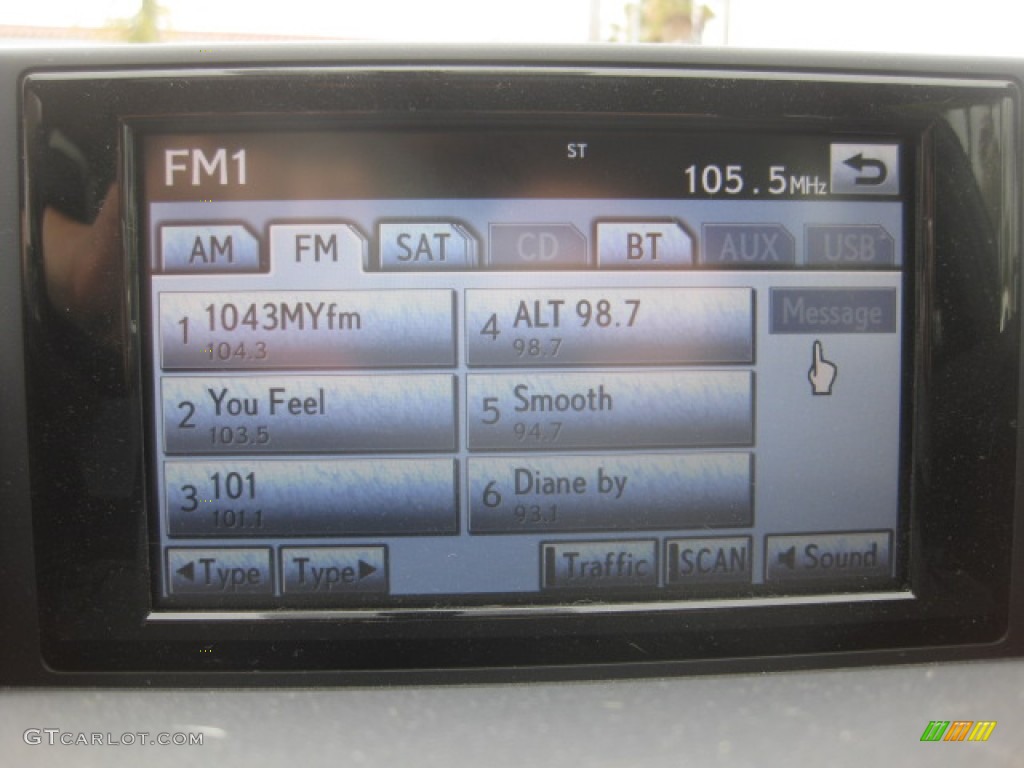 FM1
ST
105.5MHz
AM FM SAT CD BT AUX USB
1 1043MYfm
104.3
4 ALT 98.7
98.7
Message
2 You Feel
103.5
5 Smooth
94.7
3 101
101.1
6 Diane by
93.1
◀Type Type▶ Traffic SCAN Sound
GTCARLOT.COM